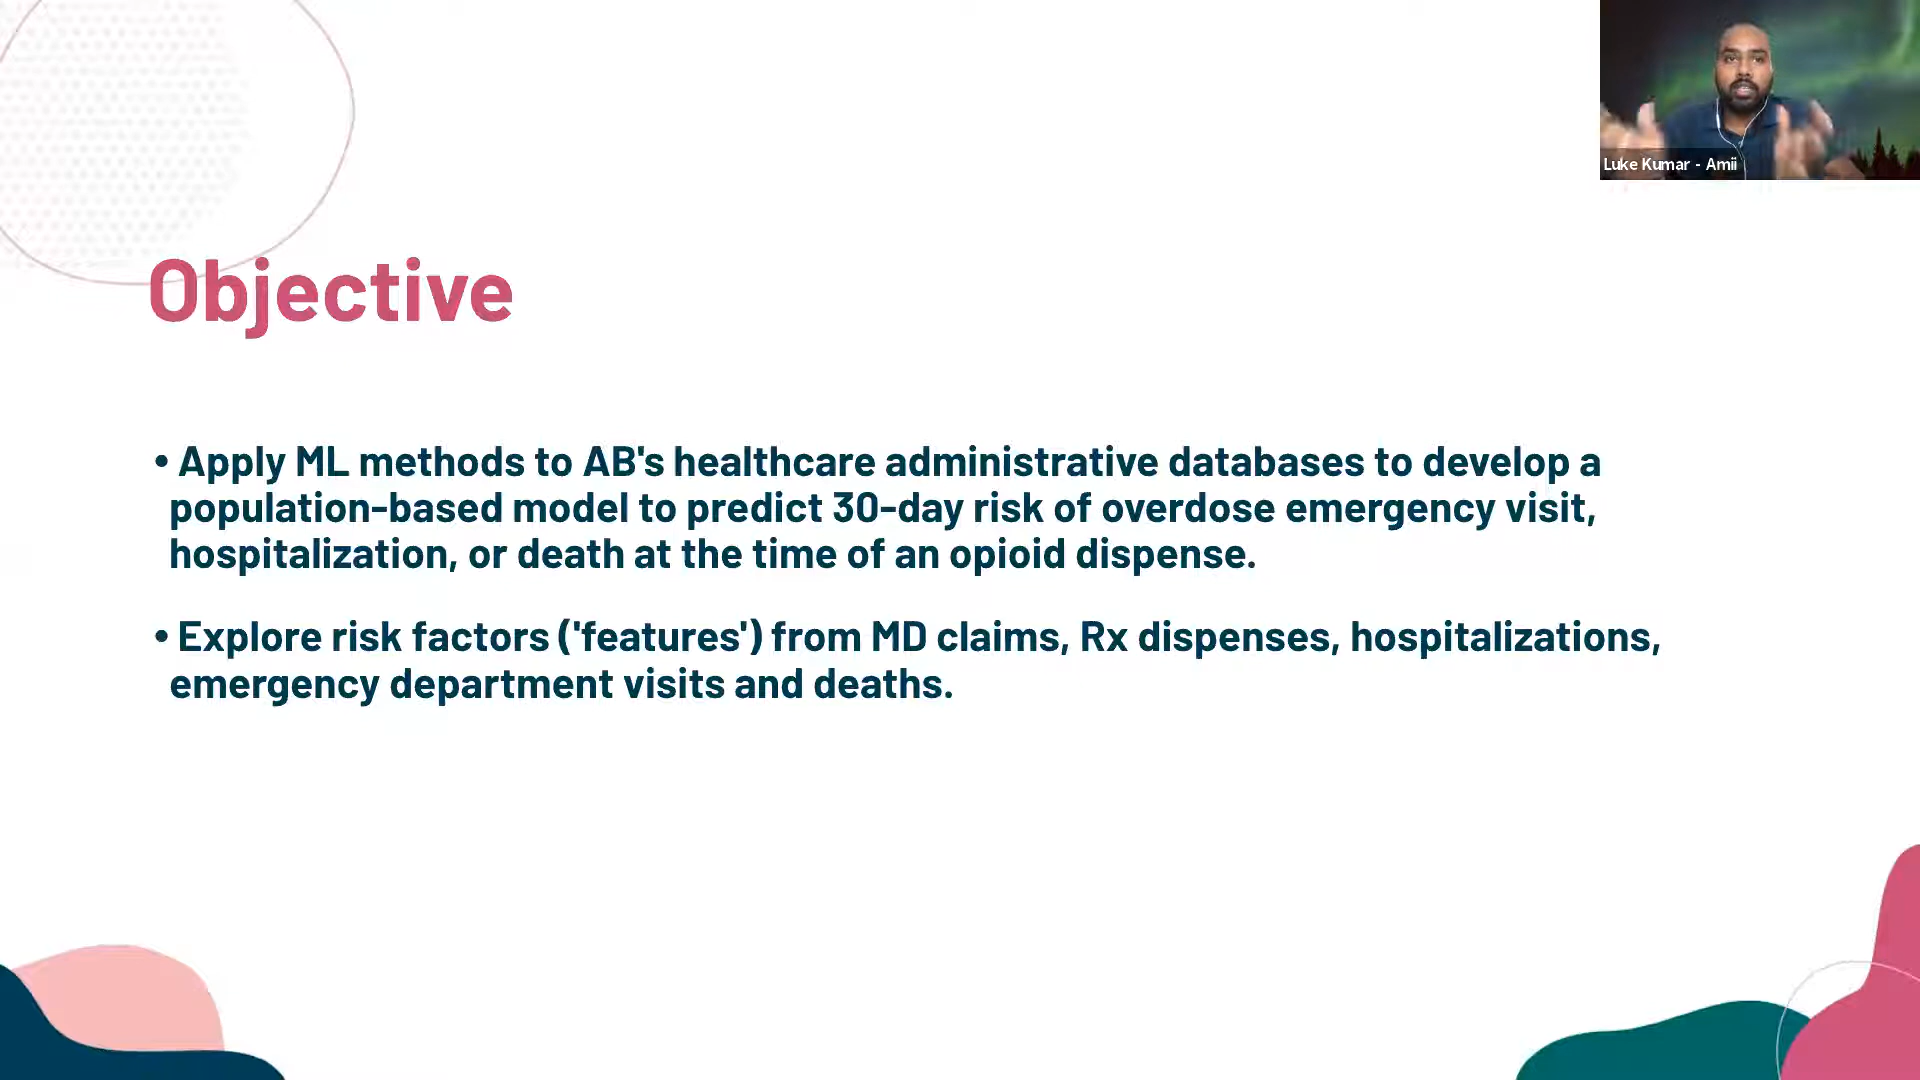 Luke Kumar - Amii
Objective
• Apply ML methods to AB's healthcare administrative databases to develop a
population-based model to predict 30-day risk of overdose emergency visit,
hospitalization, or death at the time of an opioid dispense.
• Explore risk factors ('features') from MD claims, Rx dispenses, hospitalizations,
emergency department visits and deaths.